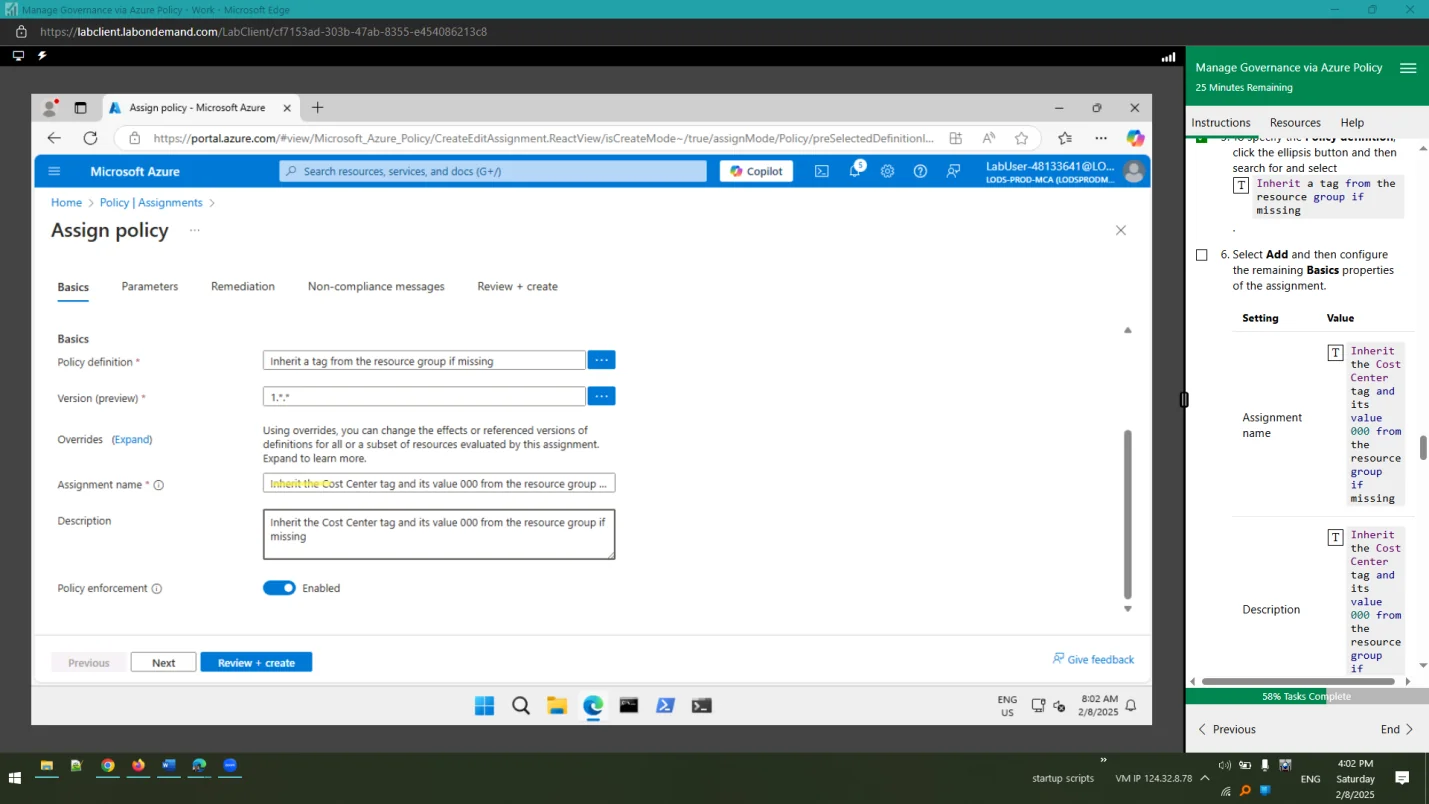 Manage Governance via Azure Policy - Work - Microsoft Edge
https://labclient.labondemand.com/LabClient/cf7153ad-303b-47ab-8355-e454086213c8
Assign policy - Microsoft Azure
https://portal.azure.com/#view/Microsoft_Azure_Policy/CreateEditAssignment.ReactView/isCreateMode~/true/assignMode/Policy/preSelectedDefinitionI...
Microsoft Azure
Search resources, services, and docs (G+/)
Copilot
5
LabUser-48133641@LO...
LODS-PROD-MCA (LODSPRODM...
Home > Policy | Assignments >
Assign policy ...
Basics
Parameters
Remediation
Non-compliance messages
Review + create
Basics
Policy definition *
Inherit a tag from the resource group if missing
Version (preview) *
1.*.*
Overrides (Expand)
Using overrides, you can change the effects or referenced versions of
definitions for all or a subset of resources evaluated by this assignment.
Expand to learn more.
Assignment name *
Inherit the Cost Center tag and its value 000 from the resource group ...
Description
Inherit the Cost Center tag and its value 000 from the resource group if
missing
Policy enforcement
Enabled
Previous
Next
Review + create
Give feedback
ENG
US
8:02 AM
2/8/2025
Manage Governance via Azure Policy
25 Minutes Remaining
Instructions
Resources
Help
5. To specify the Policy definition,
click the ellipsis button and then
search for and select
T Inherit a tag from the
resource group if
missing
.
6. Select Add and then configure
the remaining Basics properties
of the assignment.
Setting
Value
Assignment
name
T Inherit
the Cost
Center
tag and
its
value
000 from
the
resource
group
if
missing
Description
T Inherit
the Cost
Center
tag and
its
value
000 from
the
resource
group
if
58% Tasks Complete
< Previous
End >
startup scripts
»
VM IP 124.32.8.78
ENG
4:02 PM
Saturday
2/8/2025